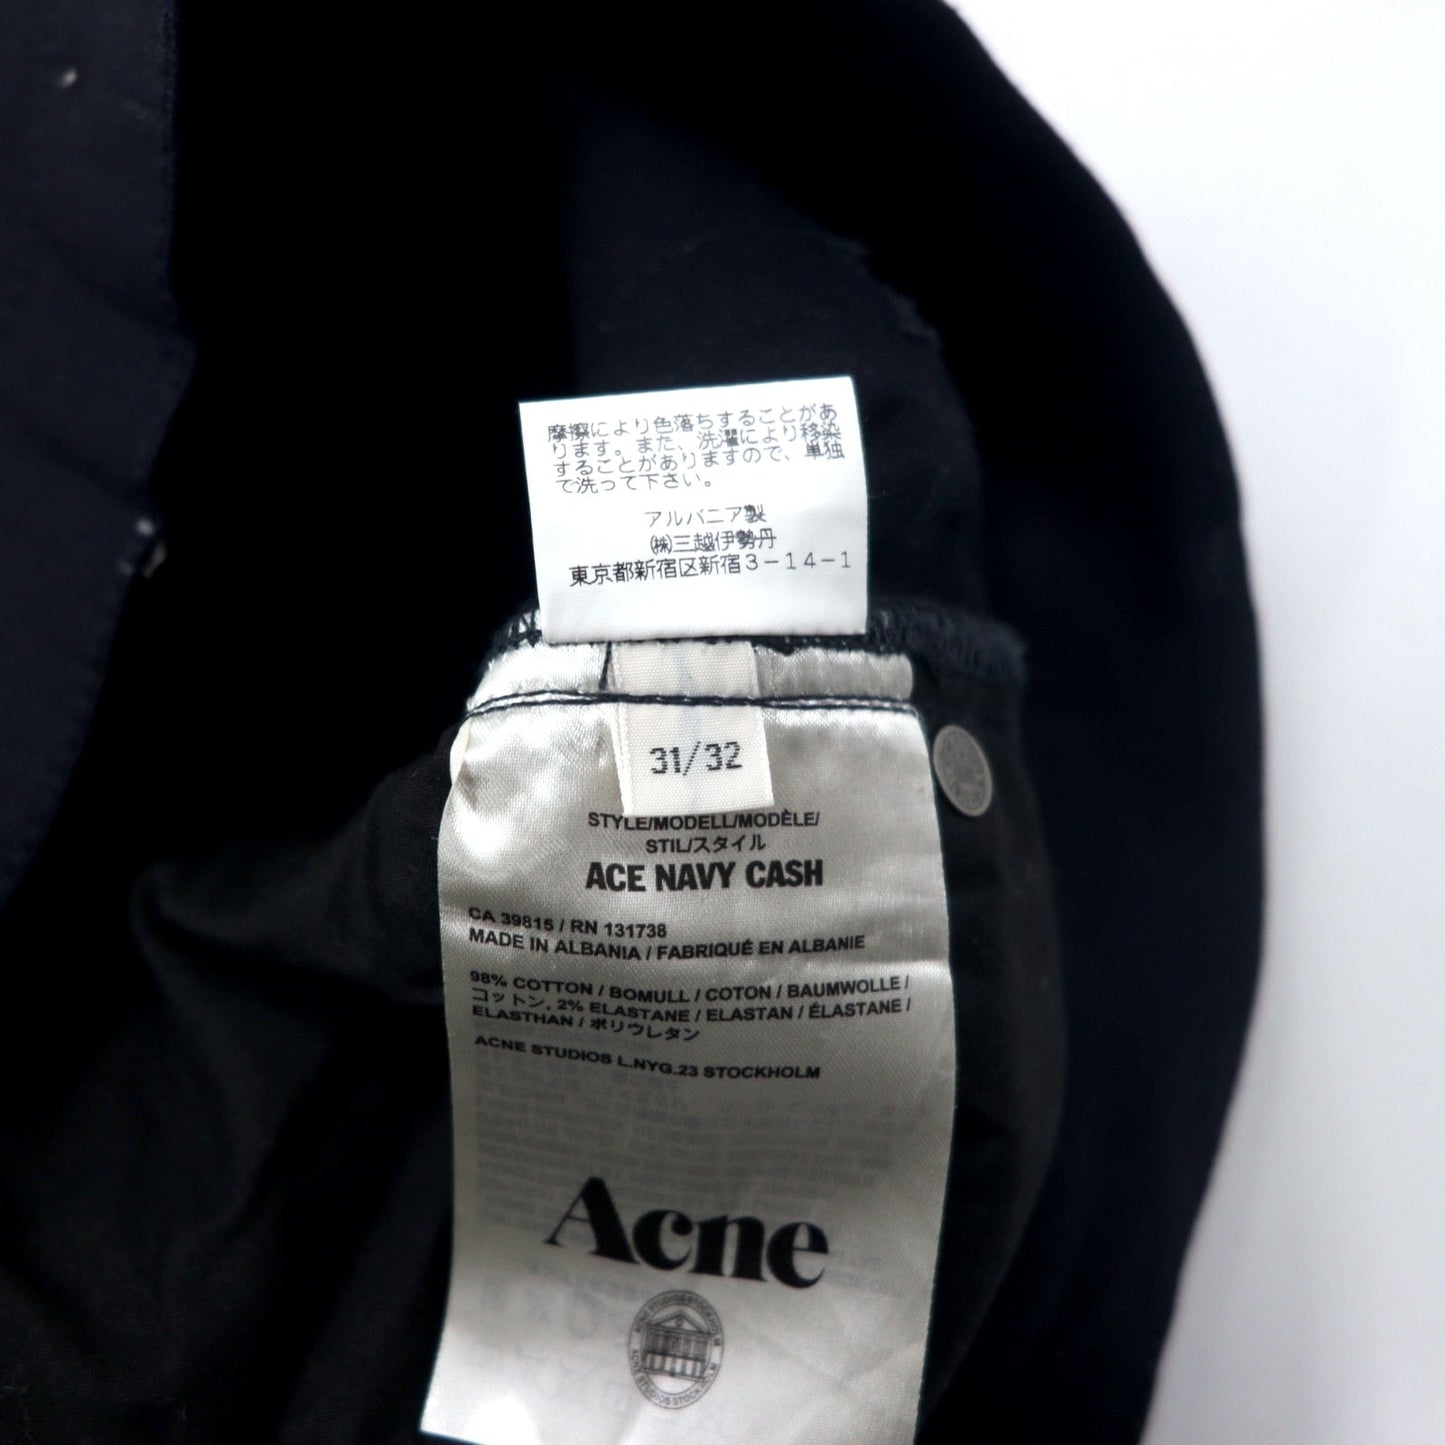 摩擦により色落ちすることがあ
ります。また、洗濯により移染
することがありますので、単独
で洗って下さい。
アルバニア製
㈱三越伊勢丹
東京都新宿区新宿3-14-1
31/32
STYLE/MODELL/MODÈLE/
STIL/スタイル
ACE NAVY CASH
CA 39815 / RN 131738
MADE IN ALBANIA / FABRIQUÉ EN ALBANIE
98% COTTON / BOMULL / COTON / BAUMWOLLE /
コットン, 2% ELASTANE / ELASTAN / ÉLASTANE /
ELASTHAN / ポリウレタン
ACNE STUDIOS L.NYG.23 STOCKHOLM
Acne
ACNE STUDIOS STOCKHOLM
ACNE STUDIOS STOCKHOLM